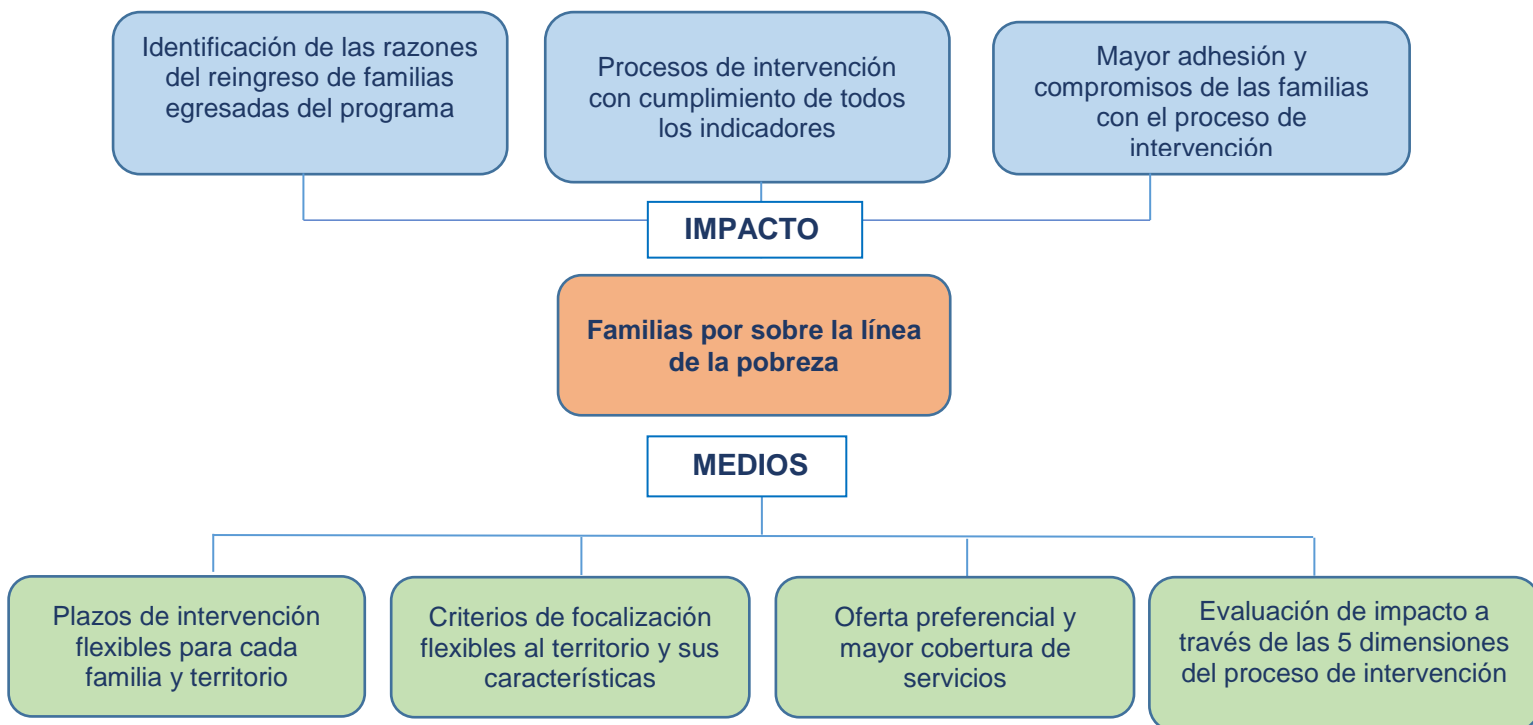 Identificación de las razones
del reingreso de familias
egresadas del programa
Procesos de intervención
con cumplimiento de todos
los indicadores
Mayor adhesión y
compromisos de las familias
con el proceso de
intervención
IMPACTO
Familias por sobre la línea
de la pobreza
MEDIOS
Plazos de intervención
flexibles para cada
familia y territorio
Criterios de focalización
flexibles al territorio y sus
características
Oferta preferencial y
mayor cobertura de
servicios
Evaluación de impacto a
través de las 5 dimensiones
del proceso de intervención